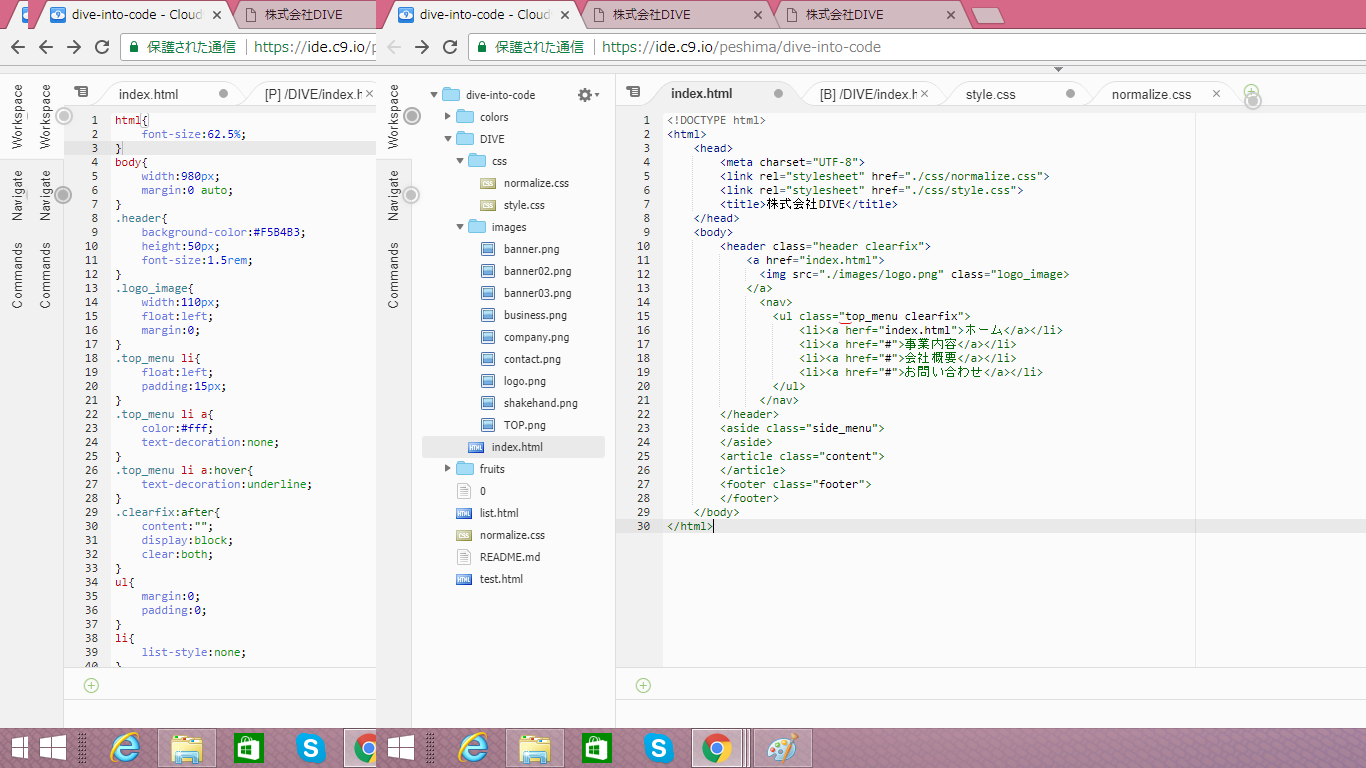 dive-into-code - Cloud
株式会社DIVE
保護された通信
https://ide.c9.io/p
Workspace
Workspace
Navigate
Navigate
Commands
Commands
index.html
[P] /DIVE/index.h
1 html{
2 font-size:62.5%;
3 }
4 body{
5 width:980px;
6 margin:0 auto;
7 }
8 .header{
9 background-color:#F5B4B3;
10 height:50px;
11 font-size:1.5rem;
12 }
13 .logo_image{
14 width:110px;
15 float:left;
16 margin:0;
17 }
18 .top_menu li{
19 float:left;
20 padding:15px;
21 }
22 .top_menu li a{
23 color:#fff;
24 text-decoration:none;
25 }
26 .top_menu li a:hover{
27 text-decoration:underline;
28 }
29 .clearfix:after{
30 content:"";
31 display:block;
32 clear:both;
33 }
34 ul{
35 margin:0;
36 padding:0;
37 }
38 li{
39 list-style:none;
40 }
dive-into-code - Cloud
株式会社DIVE
株式会社DIVE
保護された通信
https://ide.c9.io/peshima/dive-into-code
Workspace
Navigate
Commands
dive-into-code
colors
DIVE
css
normalize.css
style.css
images
banner.png
banner02.png
banner03.png
business.png
company.png
contact.png
logo.png
shakehand.png
TOP.png
index.html
fruits
0
list.html
normalize.css
README.md
test.html
index.html
[B] /DIVE/index.h
style.css
normalize.css
1 <!DOCTYPE html>
2 <html>
3 <head>
4 <meta charset="UTF-8">
5 <link rel="stylesheet" href="./css/normalize.css">
6 <link rel="stylesheet" href="./css/style.css">
7 <title>株式会社DIVE</title>
8 </head>
9 <body>
10 <header class="header clearfix">
11 <a href="index.html">
12 <img src="./images/logo.png" class="logo_image>
13 </a>
14 <nav>
15 <ul class="top_menu clearfix">
16 <li><a herf="index.html">ホーム</a></li>
17 <li><a href="#">事業内容</a></li>
18 <li><a href="#">会社概要</a></li>
19 <li><a href="#">お問い合わせ</a></li>
20 </ul>
21 </nav>
22 </header>
23 <aside class="side_menu">
24 </aside>
25 <article class="content">
26 </article>
27 <footer class="footer">
28 </footer>
29 </body>
30 </html>